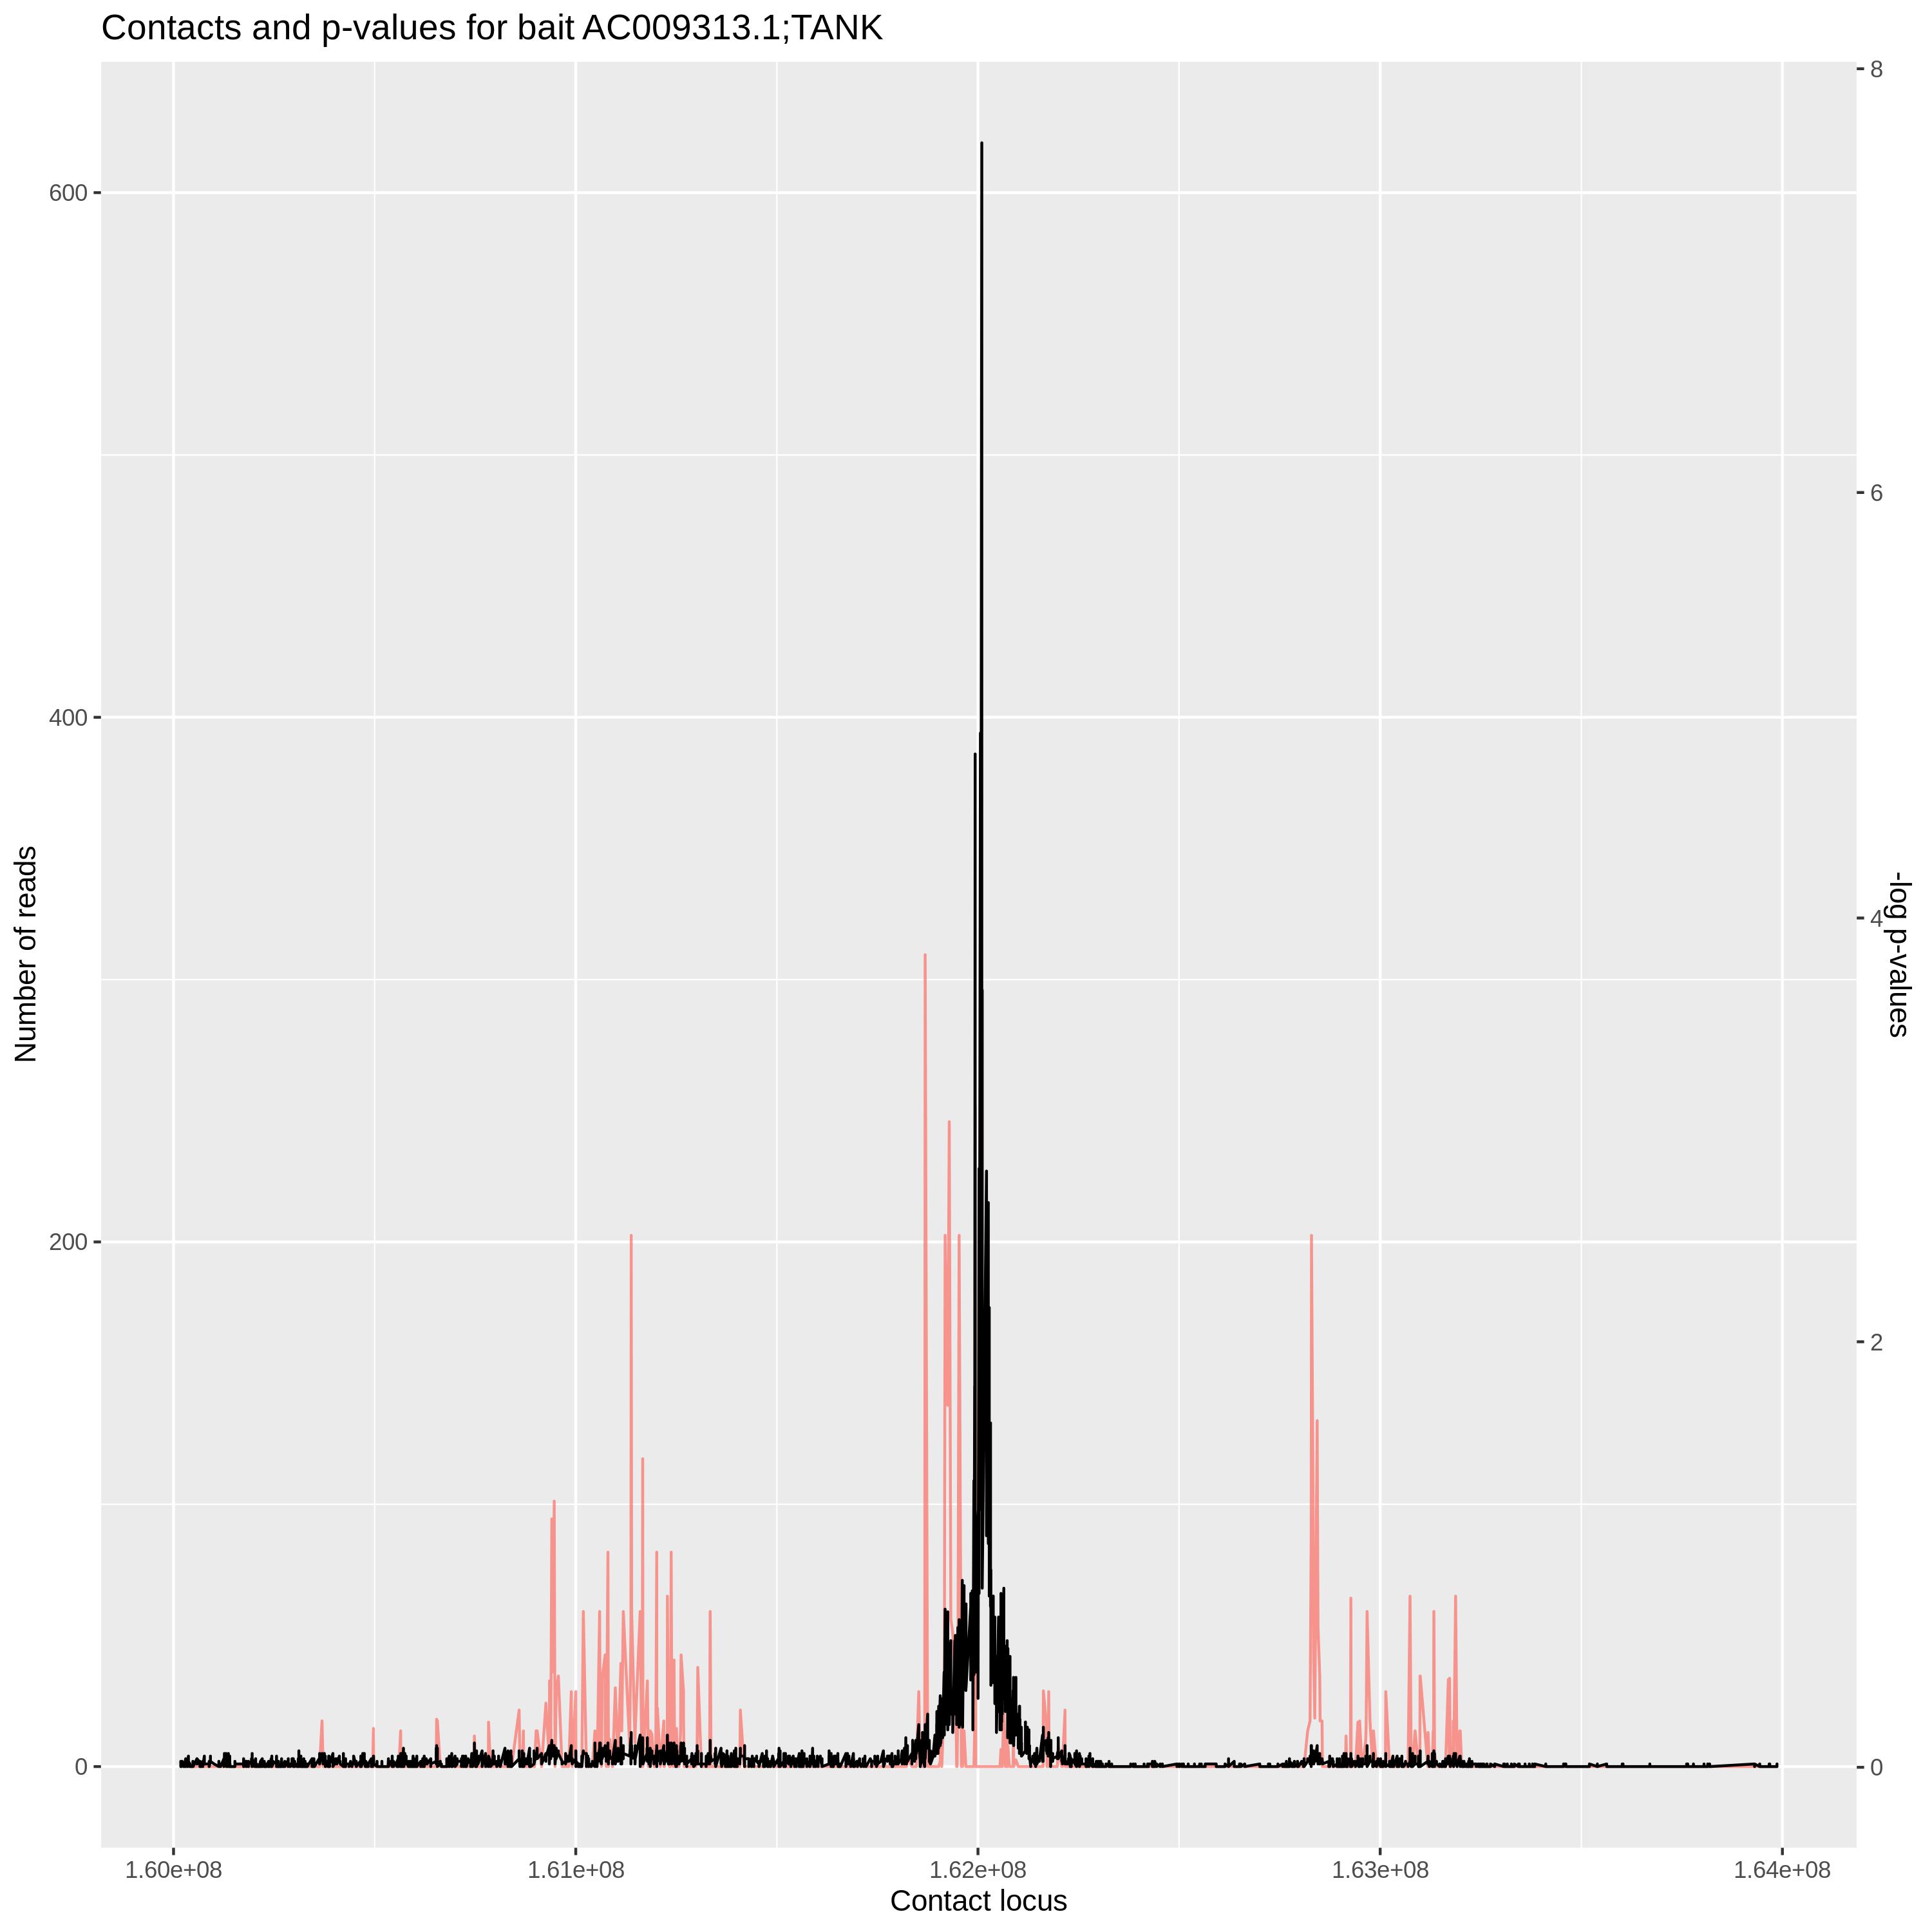 Contacts and p-values for bait AC009313.1;TANK
8
600
6
400
4
200
2
0
0
Number of reads
-log p-values
1.60e+08
1.61e+08
1.62e+08
1.63e+08
1.64e+08
Contact locus